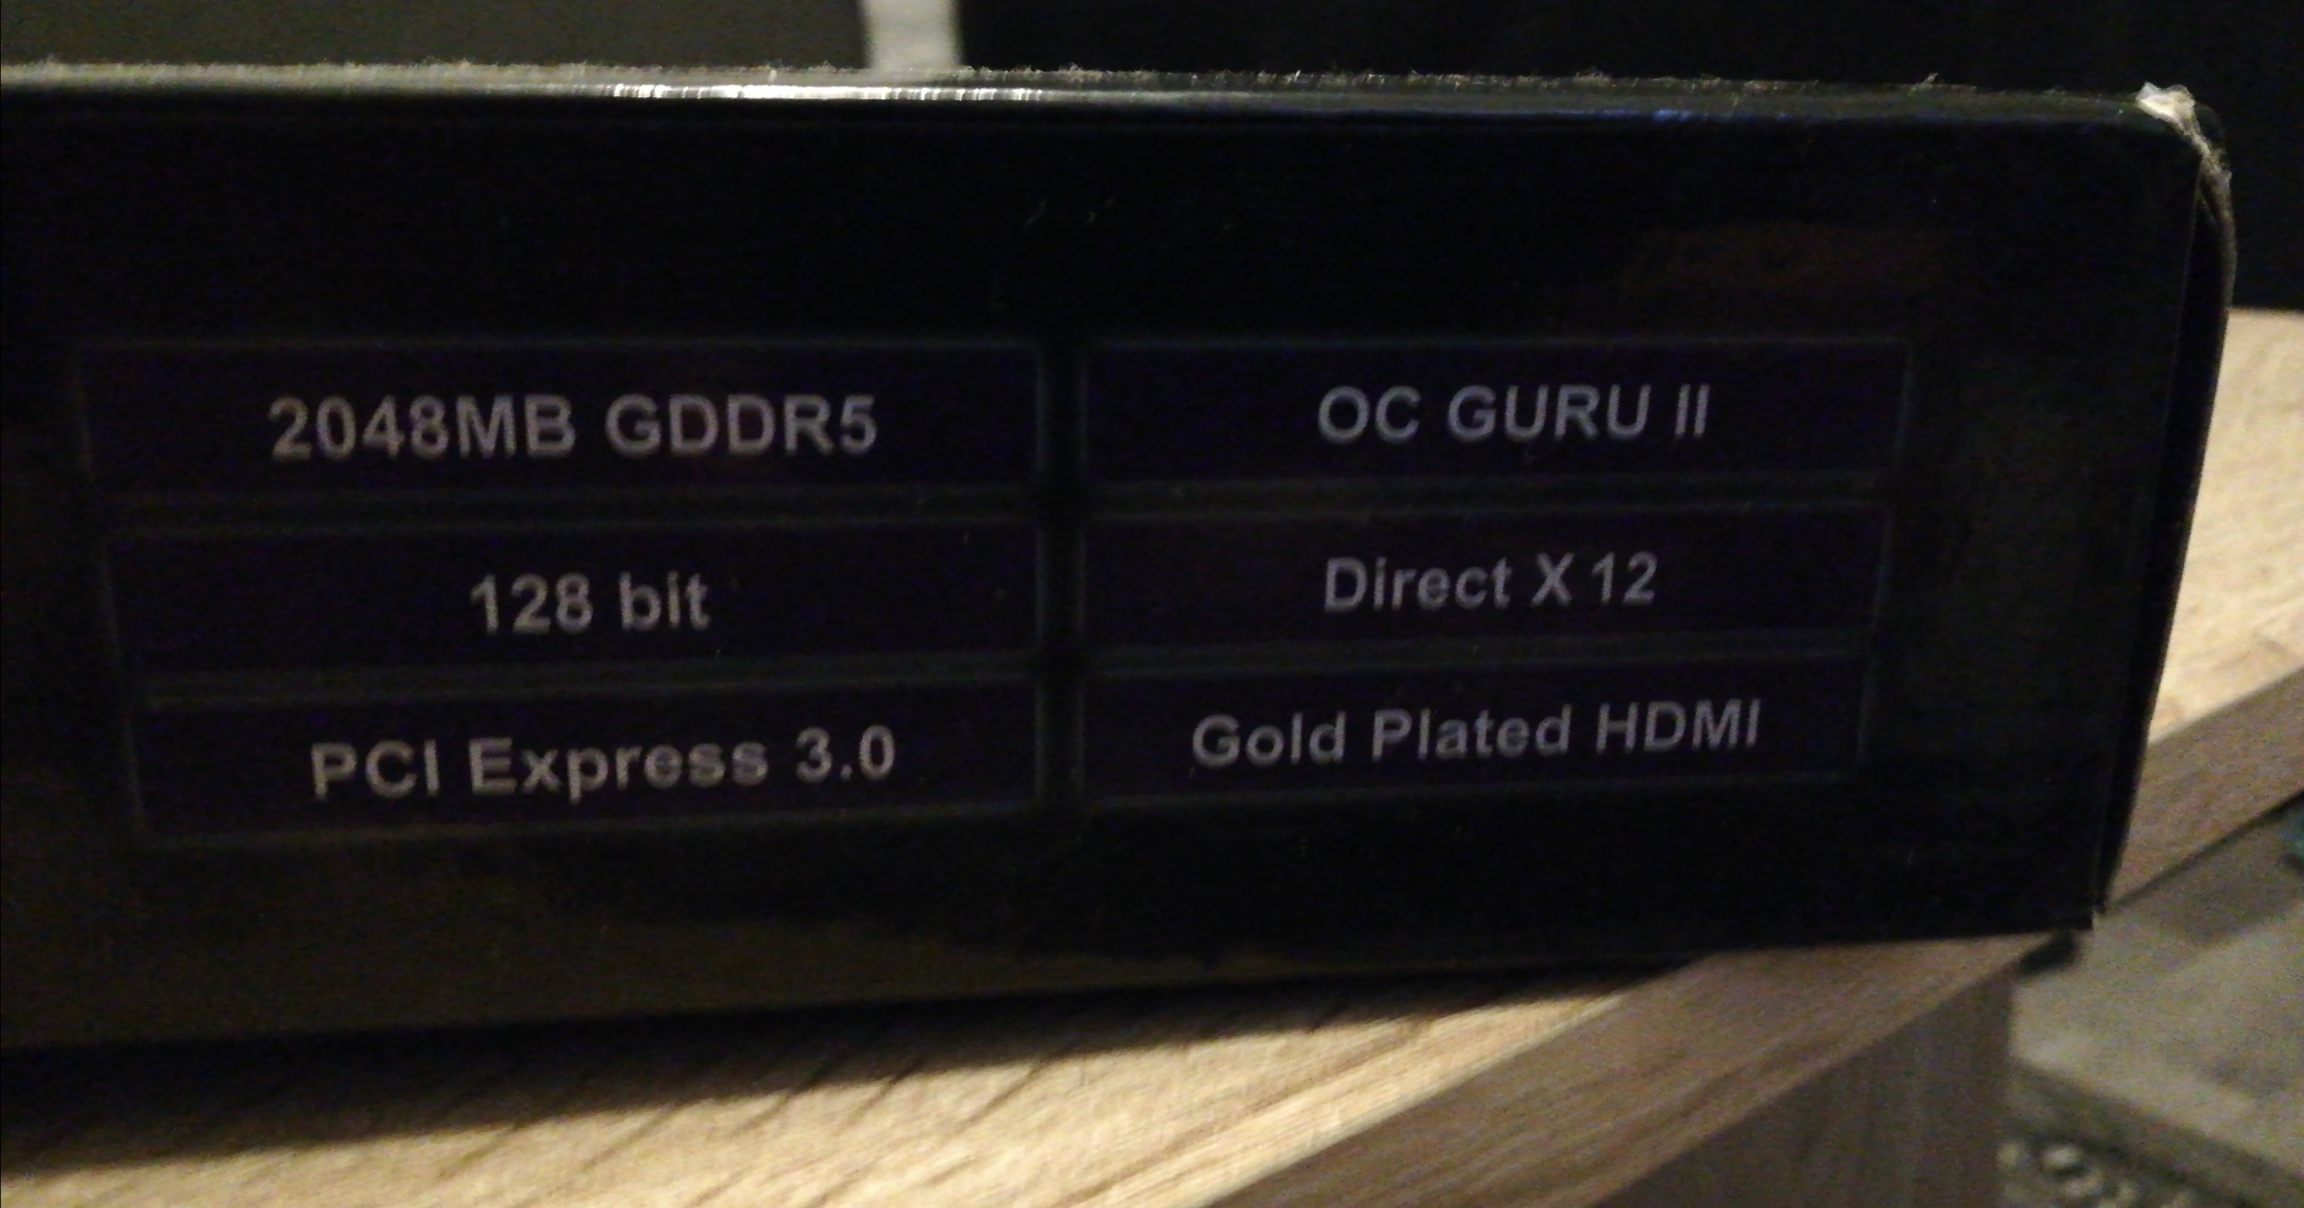 2048MB GDDR5
128 bit
PCI Express 3.0
OC GURU II
Direct X 12
Gold Plated HDMI